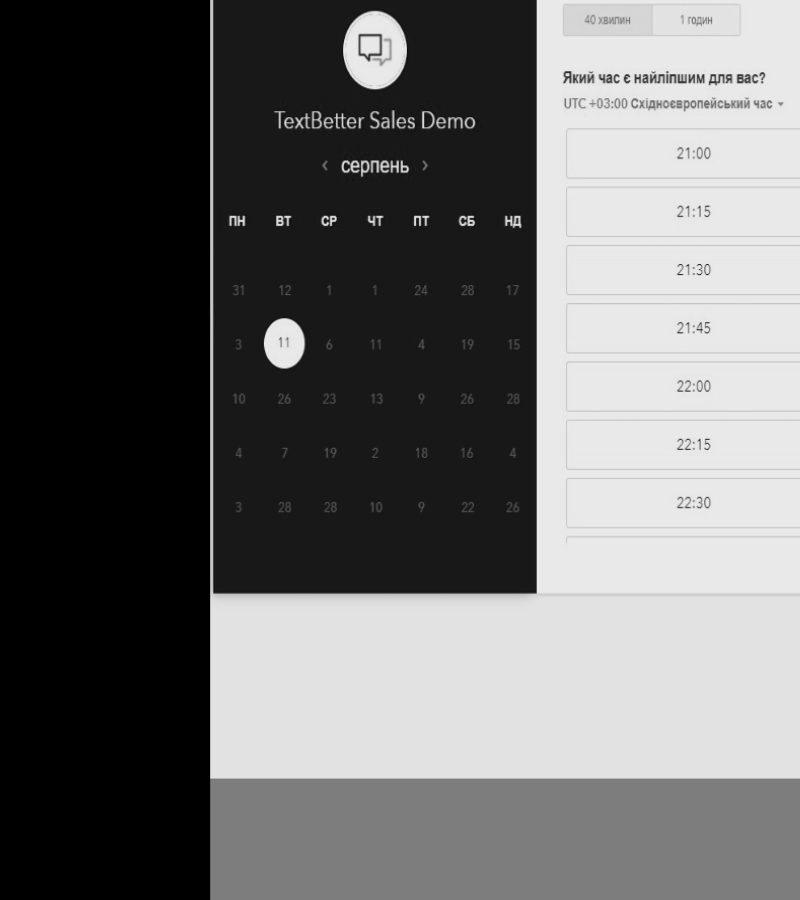 TextBetter Sales Demo
‹ серпень ›
ПН ВТ СР ЧТ ПТ СБ НД
31 12 1 1 24 28 17
3 11 6 11 4 19 15
10 26 23 13 9 26 28
4 7 19 2 18 16 4
3 28 28 10 9 22 26
40 хвилин 1 годин
Який час є найліпшим для вас?
UTC +03:00 Східноєвропейський час
21:00
21:15
21:30
21:45
22:00
22:15
22:30